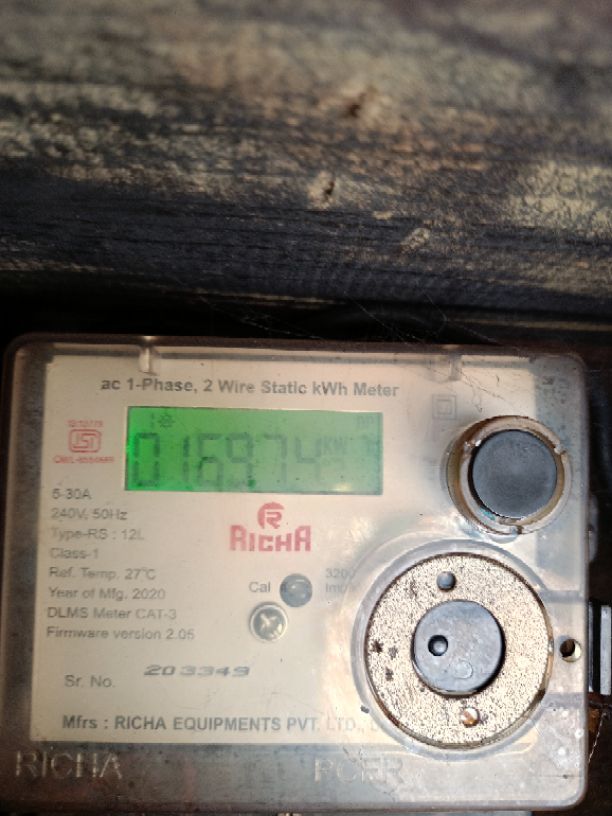 ac 1-Phase, 2 Wire Static kWh Meter
016974
5-30A
240V, 50Hz
Type-RS : 12L
Class-1
Ref. Temp. 27°C
Year of Mfg. 2020
DLMS Meter CAT-3
Firmware version 2.05
RICHA
Cal
3200
Sr. No. 203349
Mfrs : RICHA EQUIPMENTS PVT. LTD.,
RICHA